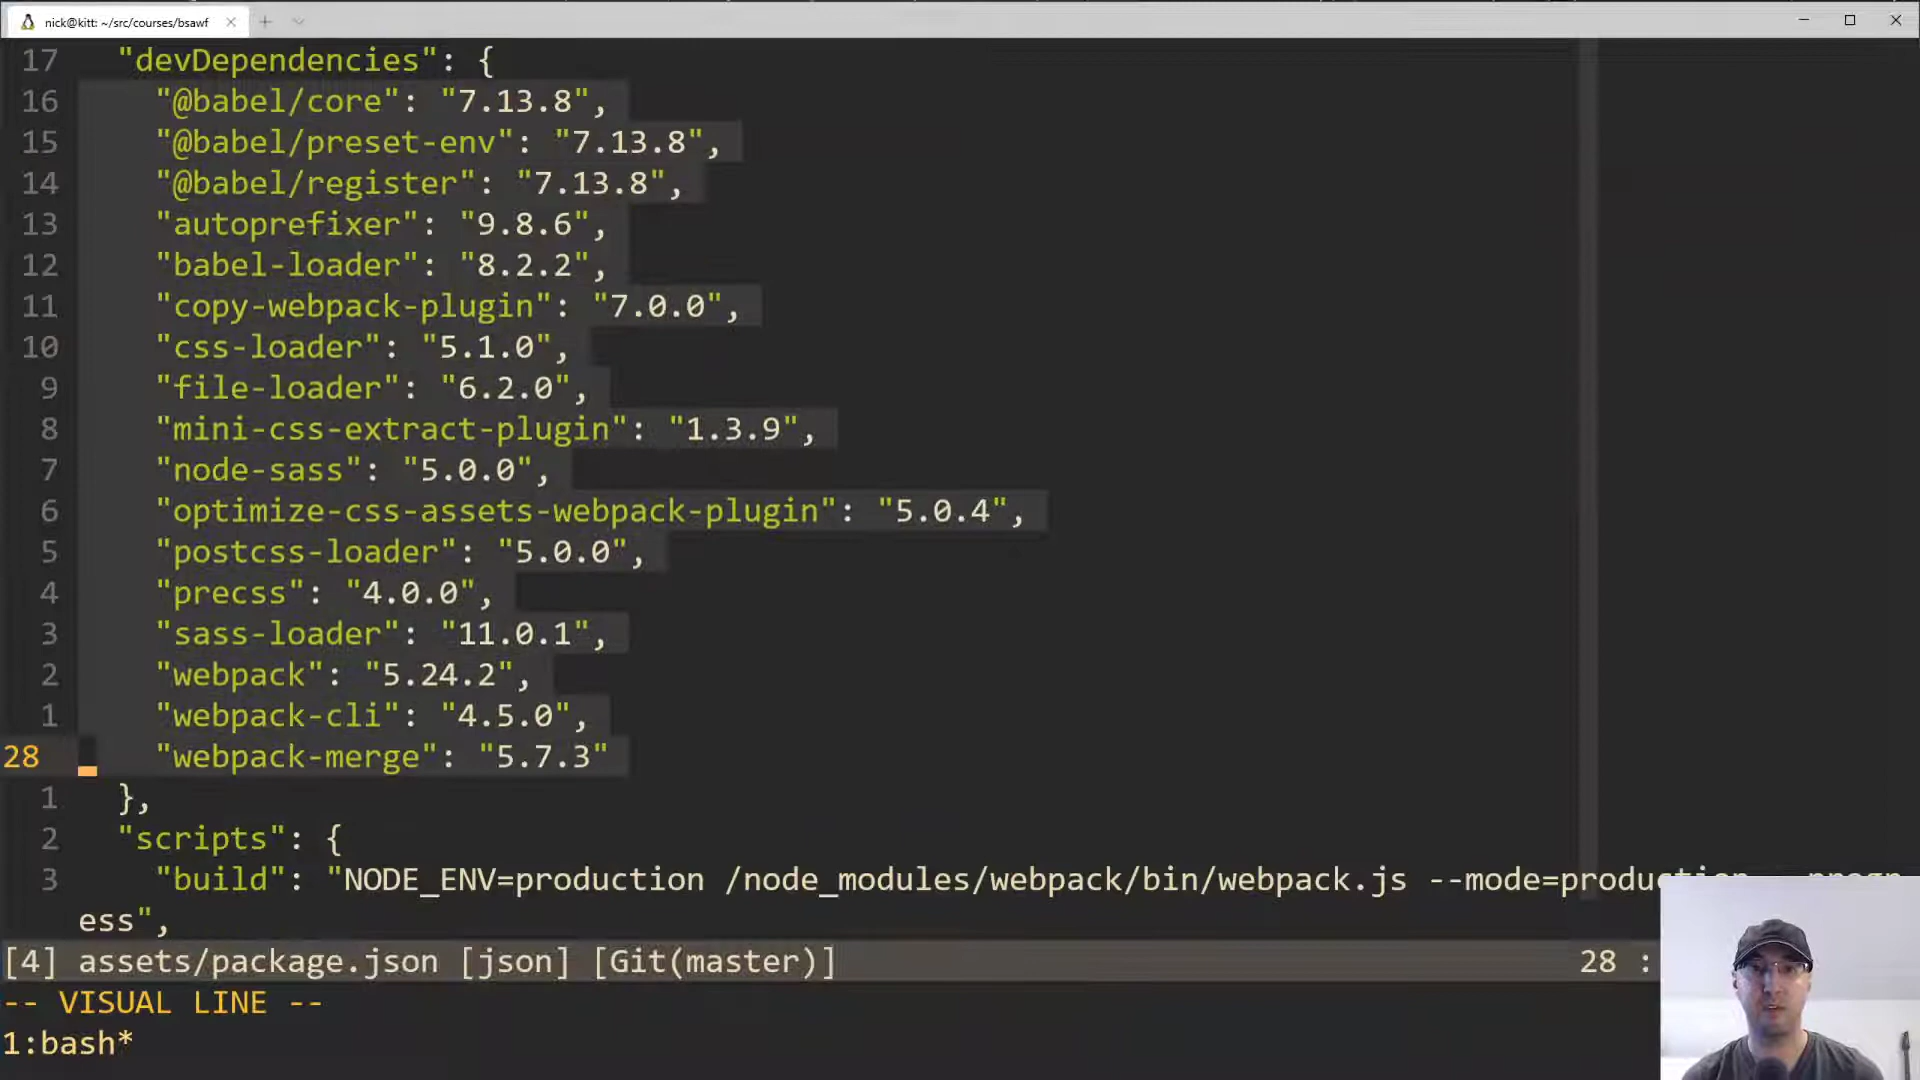 nick@kitt: ~/src/courses/bsawf
17 "devDependencies": {
16 "@babel/core": "7.13.8",
15 "@babel/preset-env": "7.13.8",
14 "@babel/register": "7.13.8",
13 "autoprefixer": "9.8.6",
12 "babel-loader": "8.2.2",
11 "copy-webpack-plugin": "7.0.0",
10 "css-loader": "5.1.0",
9 "file-loader": "6.2.0",
8 "mini-css-extract-plugin": "1.3.9",
7 "node-sass": "5.0.0",
6 "optimize-css-assets-webpack-plugin": "5.0.4",
5 "postcss-loader": "5.0.0",
4 "precss": "4.0.0",
3 "sass-loader": "11.0.1",
2 "webpack": "5.24.2",
1 "webpack-cli": "4.5.0",
28 "webpack-merge": "5.7.3"
1 },
2 "scripts": {
3 "build": "NODE_ENV=production /node_modules/webpack/bin/webpack.js --mode=production
ess",
[4] assets/package.json [json] [Git(master)] 28 :
-- VISUAL LINE --
1:bash*